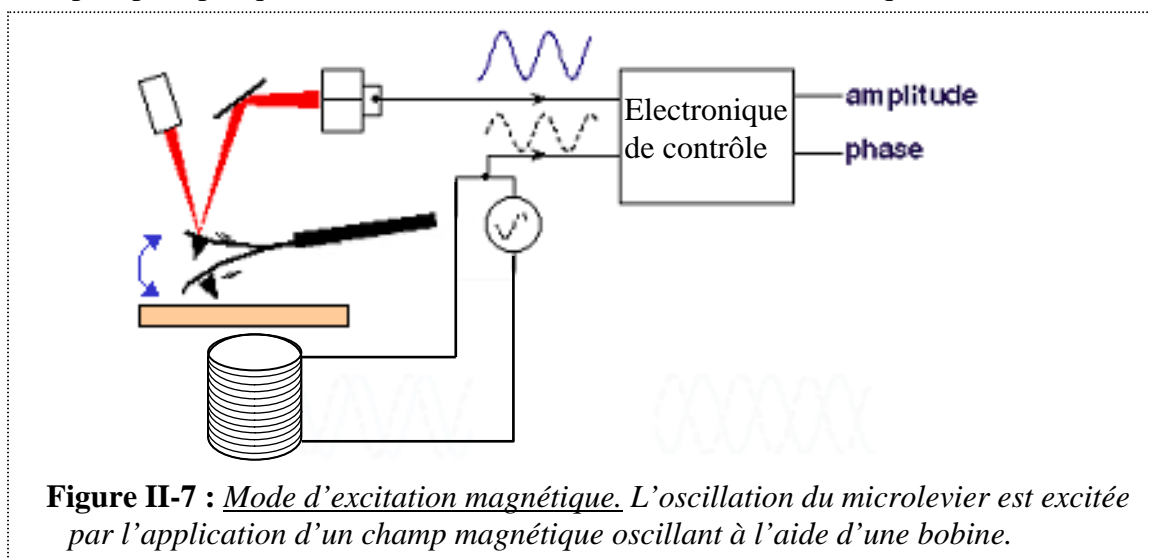 Electronique
de contrôle
amplitude
phase
Figure II-7 : Mode d’excitation magnétique. L’oscillation du microlevier est excitée
par l’application d’un champ magnétique oscillant à l’aide d’une bobine.